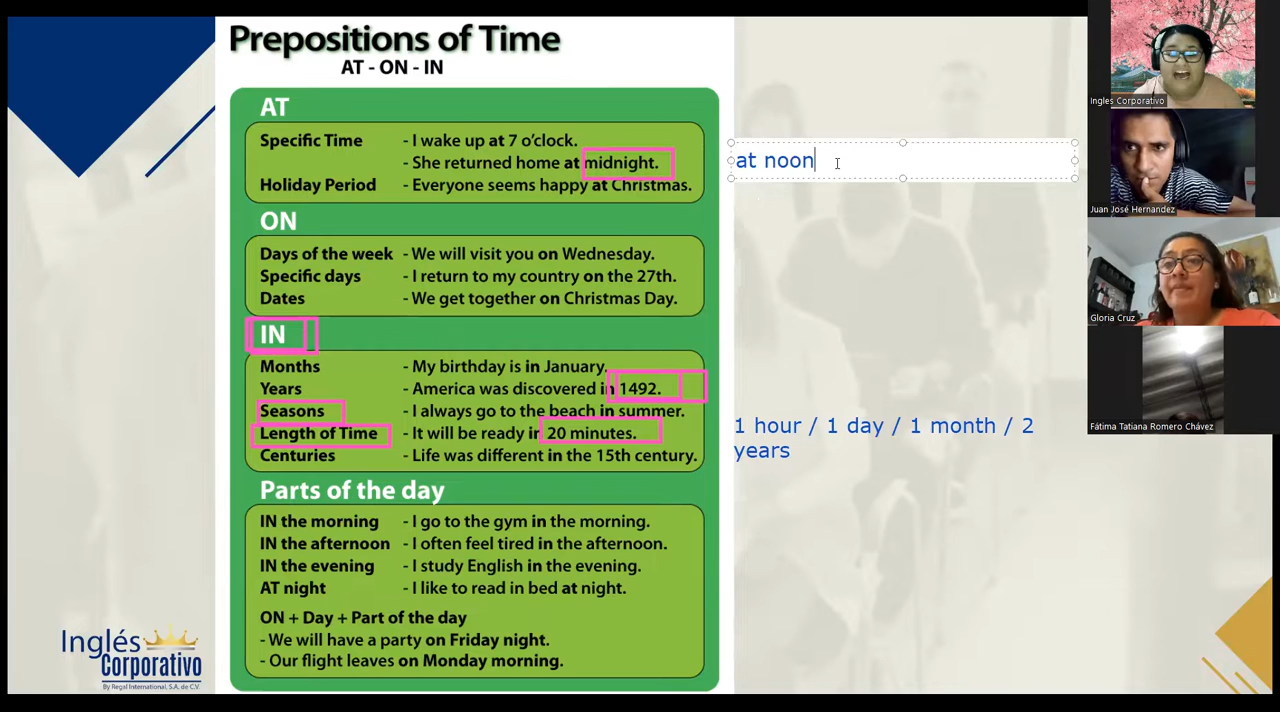 Prepositions of Time
AT - ON - IN
AT
Specific Time - I wake up at 7 o'clock.
- She returned home at midnight.
Holiday Period - Everyone seems happy at Christmas.
ON
Days of the week - We will visit you on Wednesday.
Specific days - I return to my country on the 27th.
Dates - We get together on Christmas Day.
IN
Months - My birthday is in January.
Years - America was discovered in 1492.
Seasons - I always go to the beach in summer.
Length of Time - It will be ready in 20 minutes.
Centuries - Life was different in the 15th century.
Parts of the day
IN the morning - I go to the gym in the morning.
IN the afternoon - I often feel tired in the afternoon.
IN the evening - I study English in the evening.
AT night - I like to read in bed at night.
ON + Day + Part of the day
- We will have a party on Friday night.
- Our flight leaves on Monday morning.
at noon
1 hour / 1 day / 1 month / 2
years
Ingles Corporativo
Juan José Hernandez
Gloria Cruz
Fátima Tatiana Romero Chávez
Inglés
Corporativo
By Regal International, S.A. de C.V.